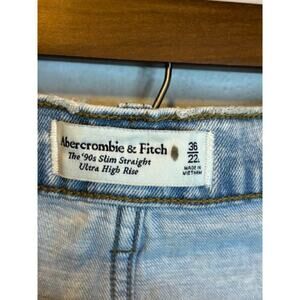 Abercrombie & Fitch
The '90s Slim Straight
Ultra High Rise
36
22
MADE IN
VIETNAM